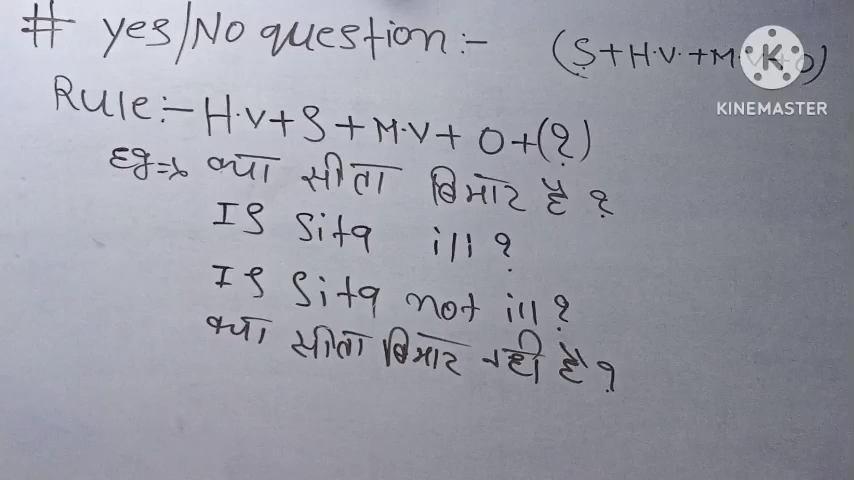 # Yes/No question :- (S + H.V. + M.V + O)
KINEMASTER
Rule :- H.V + S + M.V + O + (?)
Eg => क्या सीता बिमार है ?
Is Sita ill ?
Is Sita not ill ?
क्या सीता बिमार नही है ?